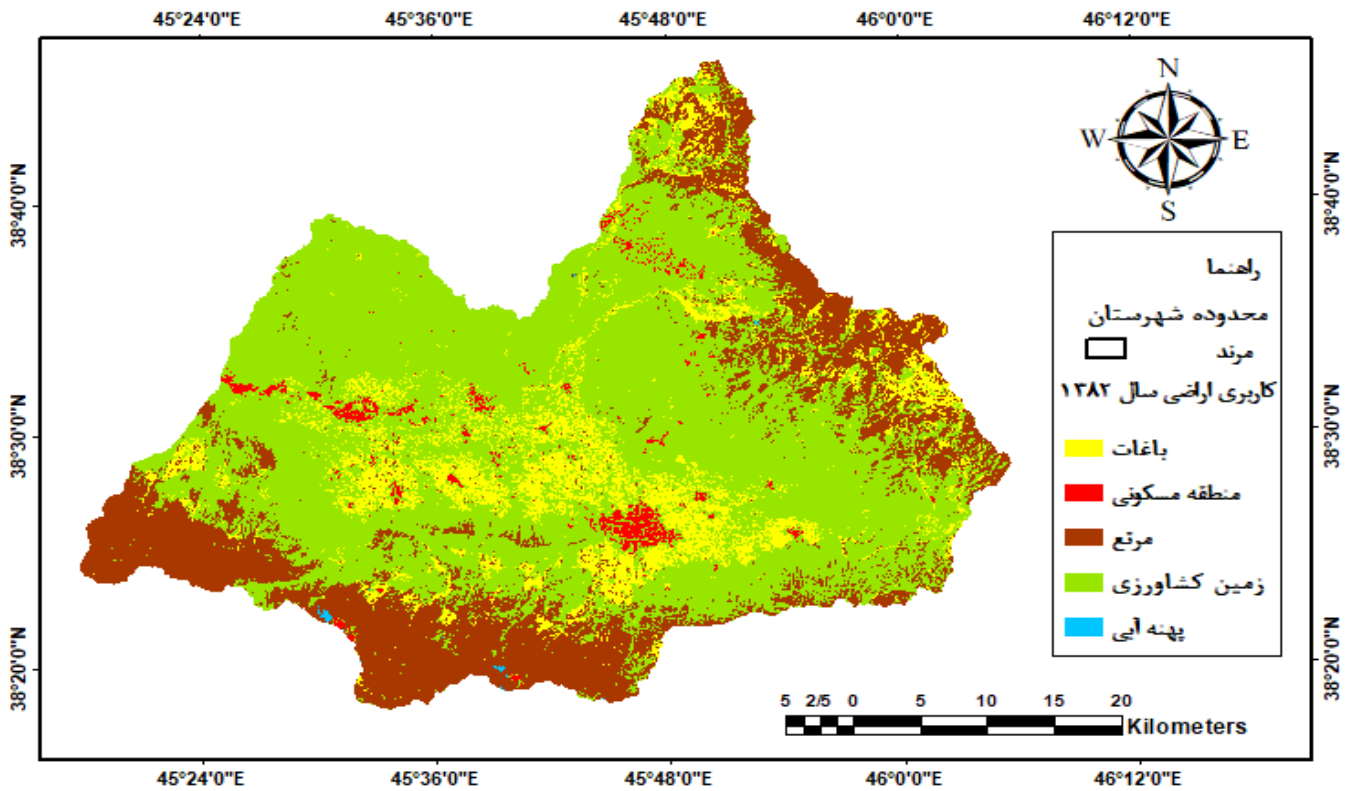 45°24'0"E 45°36'0"E 45°48'0"E 46°0'0"E 46°12'0"E
N
W E
S
38°40'0"N 38°40'0"N
راهنما
محدوده شهرستان
مرند
کاربری اراضی سال ۱۳۸۲
38°30'0"N 38°30'0"N
باغات
منطقه مسکونی
مرتع
زمین کشاورزی
پهنه آبی
38°20'0"N 38°20'0"N
5 2/5 0 5 10 15 20
Kilometers
45°24'0"E 45°36'0"E 45°48'0"E 46°0'0"E 46°12'0"E